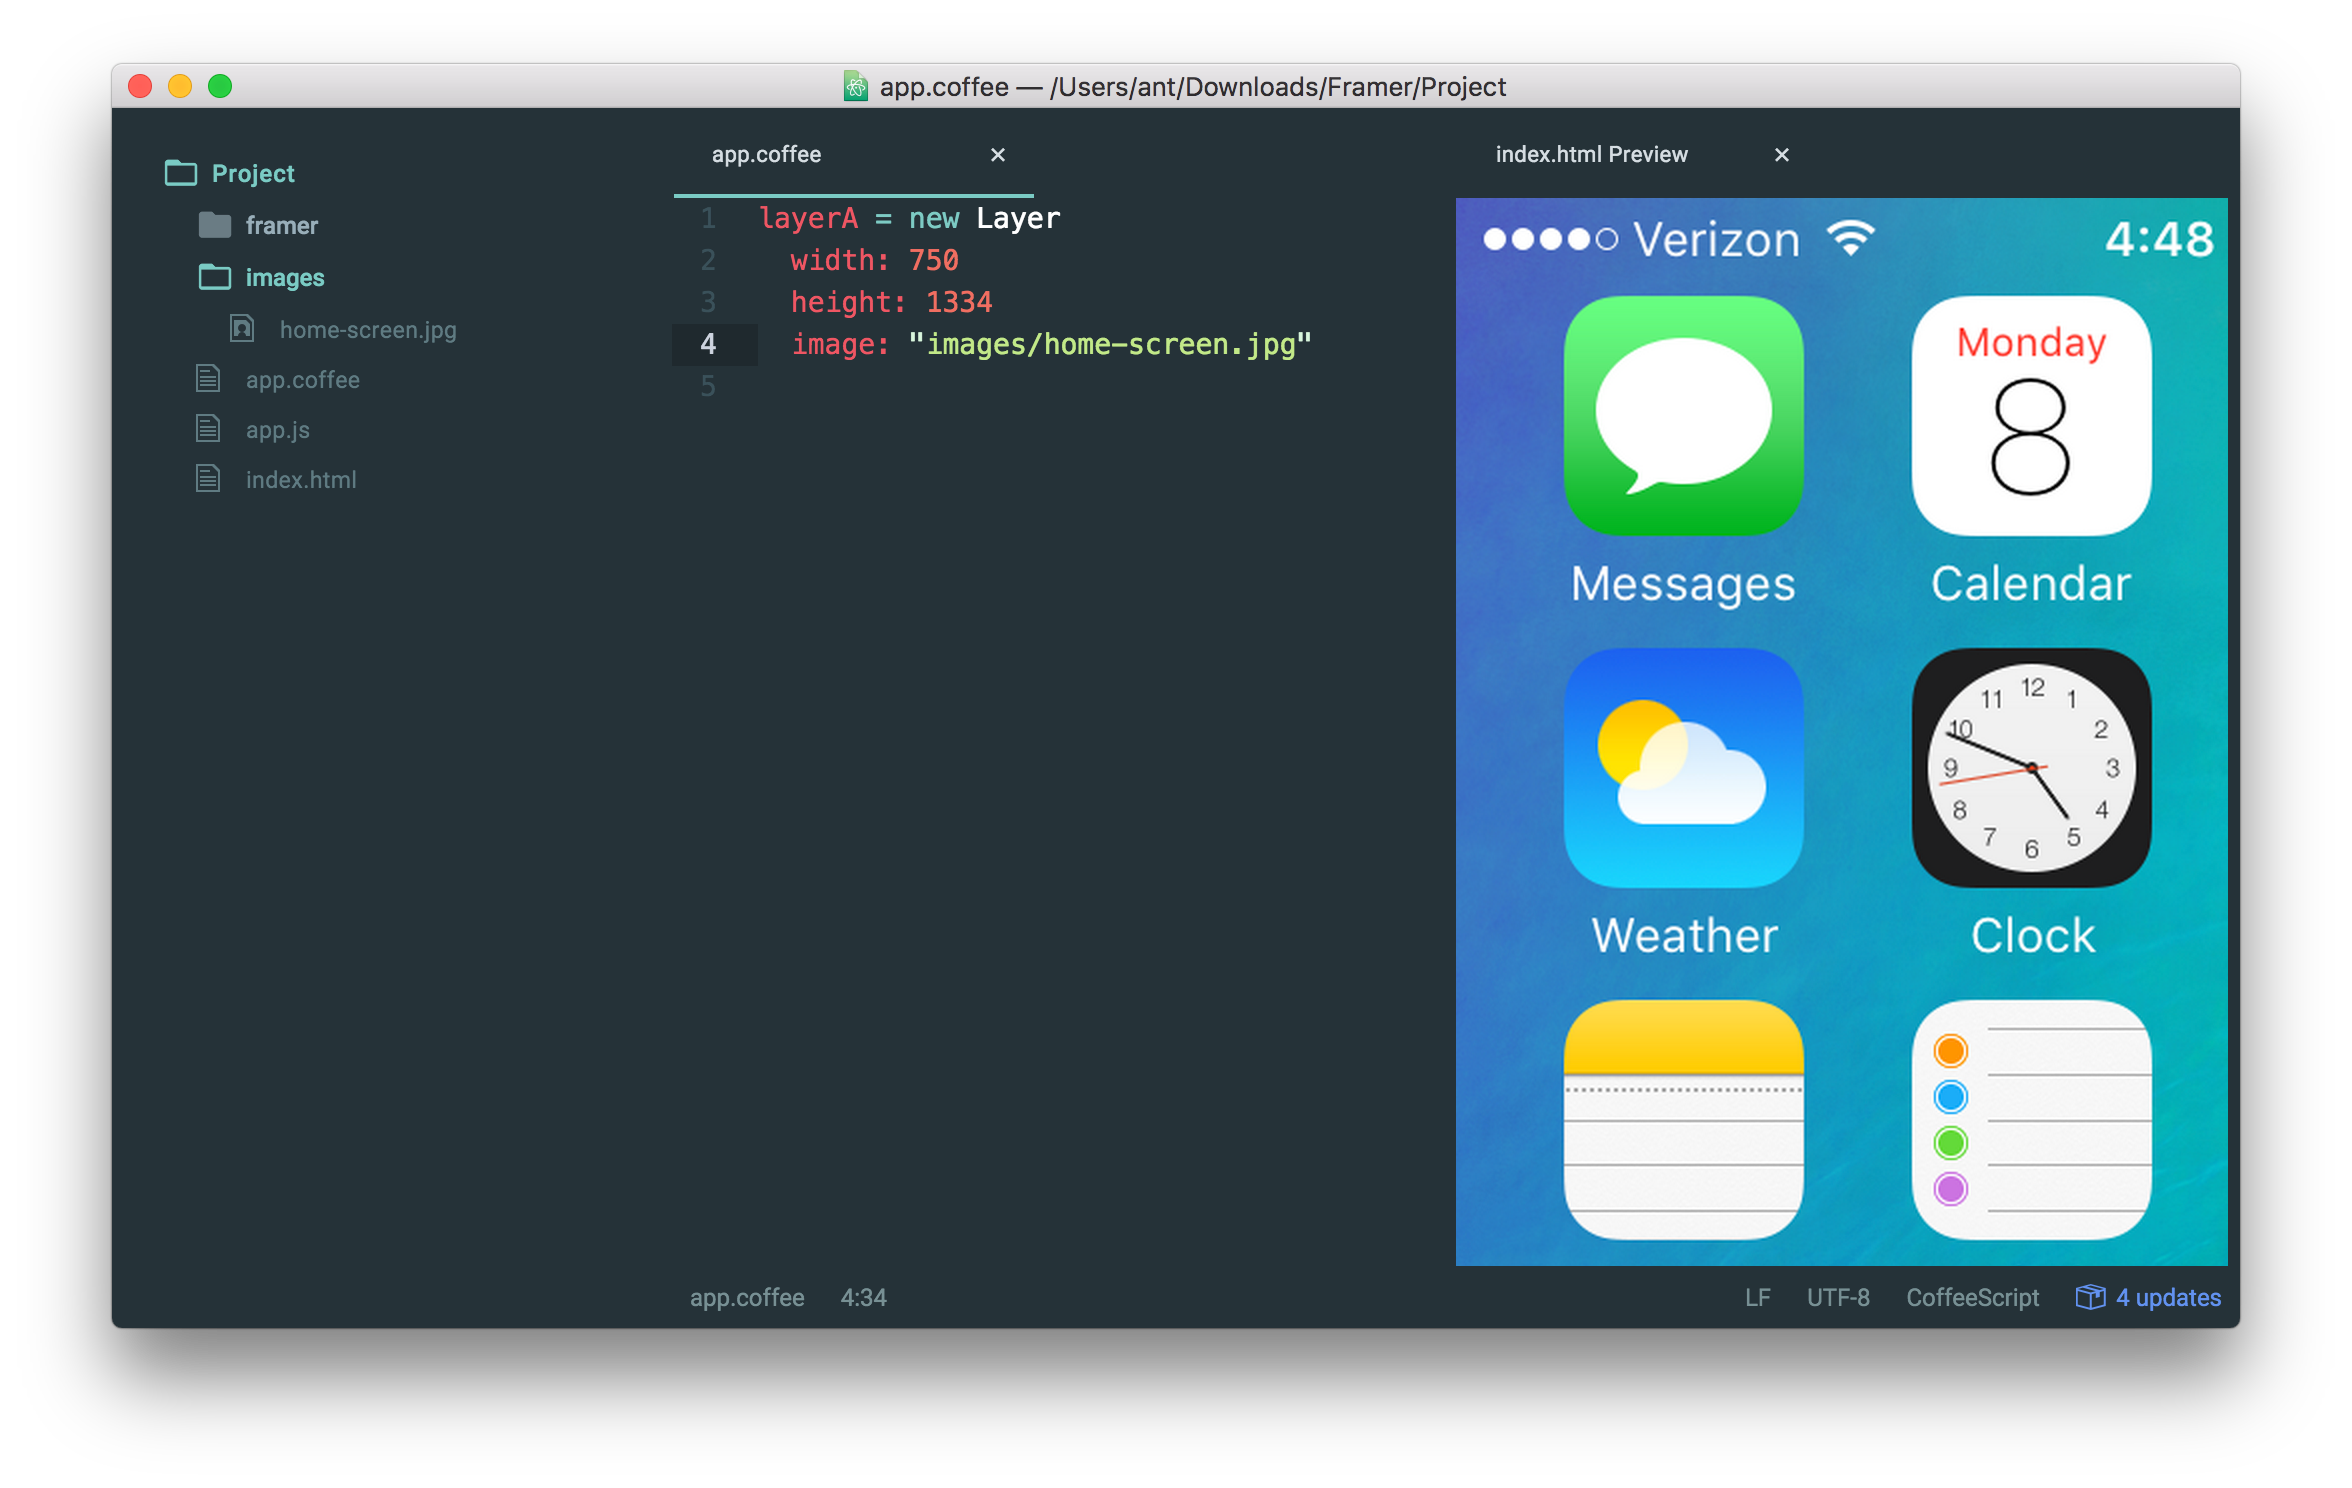 app.coffee — /Users/ant/Downloads/Framer/Project
Project
framer
images
home-screen.jpg
app.coffee
app.js
index.html
app.coffee
1 layerA = new Layer
2 width: 750
3 height: 1334
4 image: "images/home-screen.jpg"
5
index.html Preview
Verizon 4:48
Monday
8
Messages Calendar
12
11 1
10 2
9 3
8 4
7 5
6
Weather Clock
app.coffee 4:34 LF UTF-8 CoffeeScript 4 updates